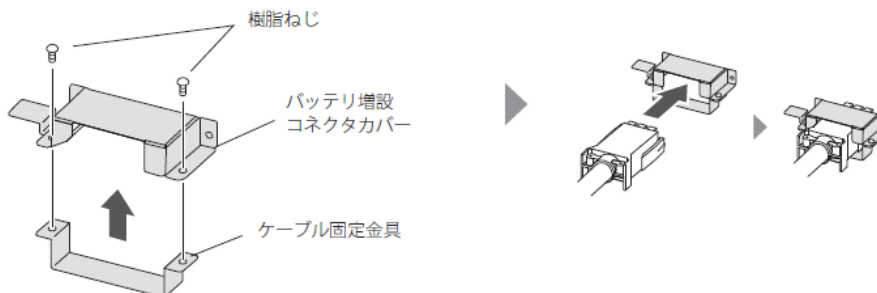 樹脂ねじ
バッテリ増設
コネクタカバー
ケーブル固定金具